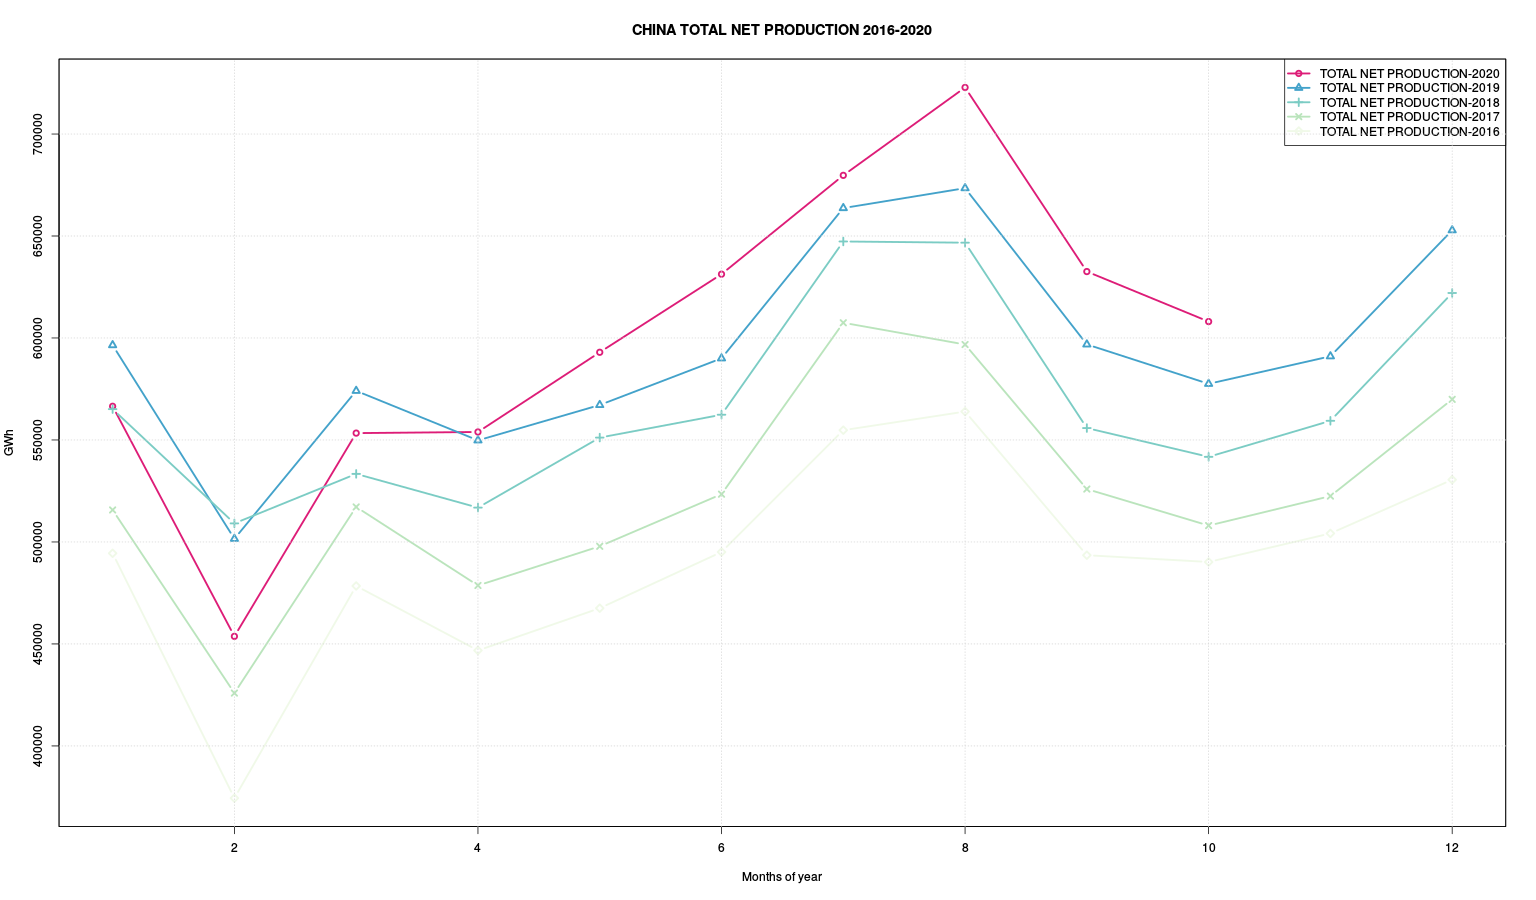 CHINA TOTAL NET PRODUCTION 2016-2020
TOTAL NET PRODUCTION-2020
TOTAL NET PRODUCTION-2019
TOTAL NET PRODUCTION-2018
TOTAL NET PRODUCTION-2017
TOTAL NET PRODUCTION-2016
700000
650000
600000
550000
500000
450000
400000
GWh
2 4 6 8 10 12
Months of year